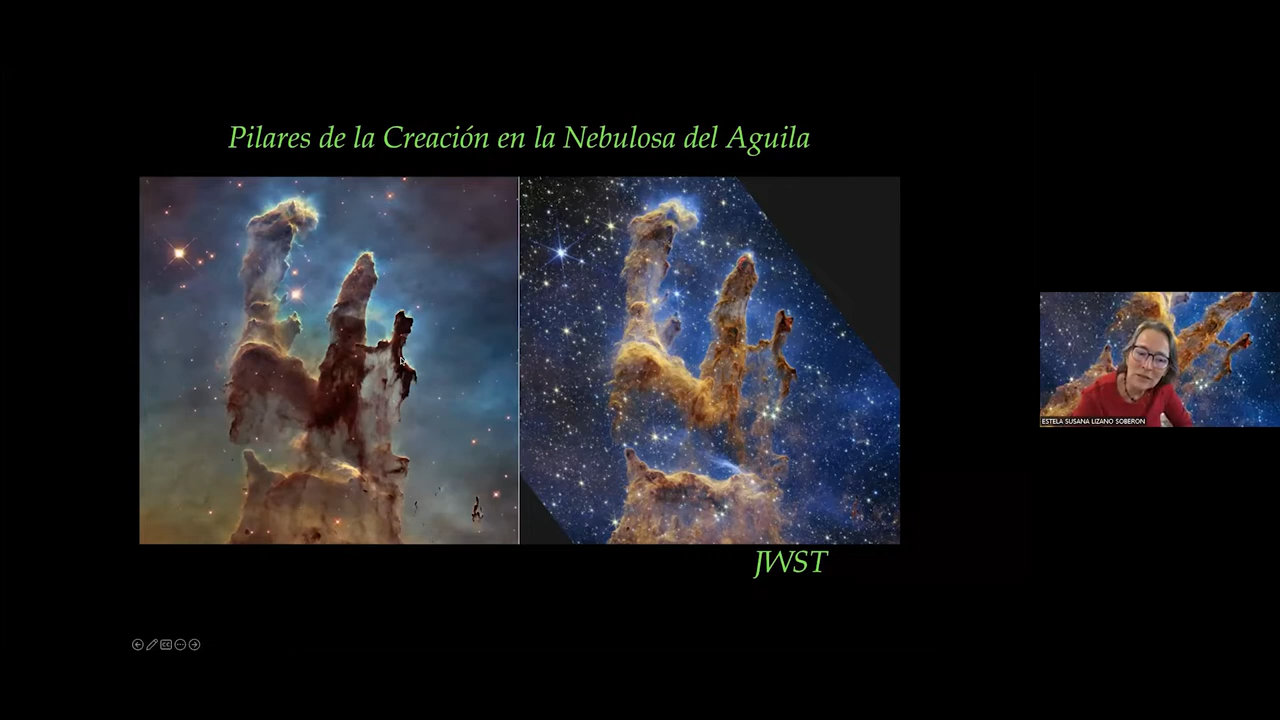 Pilares de la Creación en la Nebulosa del Aguila
JWST
ESTELA SUSANA LIZANO SOBERON